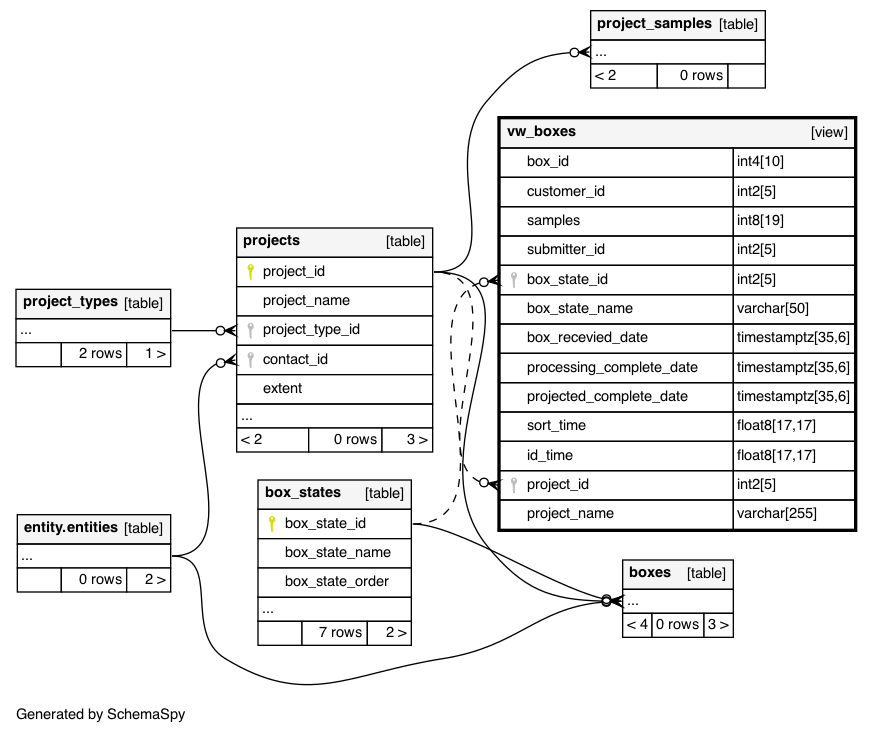 project_samples [table]
...
< 2 0 rows
vw_boxes [view]
box_id int4[10]
customer_id int2[5]
samples int8[19]
submitter_id int2[5]
box_state_id int2[5]
box_state_name varchar[50]
box_recevied_date timestamptz[35,6]
processing_complete_date timestamptz[35,6]
projected_complete_date timestamptz[35,6]
sort_time float8[17,17]
id_time float8[17,17]
project_id int2[5]
project_name varchar[255]
projects [table]
project_id
project_name
project_type_id
contact_id
extent
...
< 2 0 rows 3 >
project_types [table]
...
2 rows 1 >
box_states [table]
box_state_id
box_state_name
box_state_order
...
7 rows 2 >
entity.entities [table]
...
0 rows 2 >
boxes [table]
...
< 4 0 rows 3 >
Generated by SchemaSpy